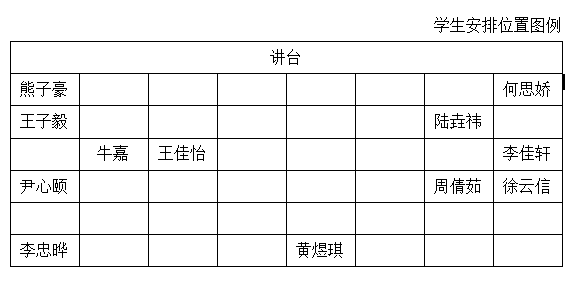 学生安排位置图例
讲台
熊子豪 何思娇
王子毅 陆垚祎
牛嘉 王佳怡 李佳轩
尹心颐 周倩茹 徐云信
李忠晔 黄煜琪